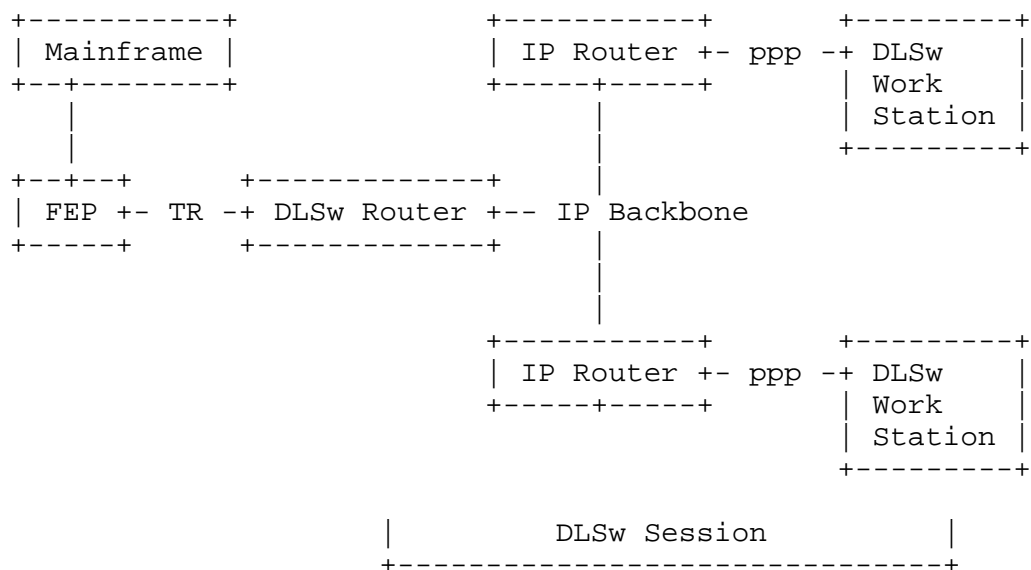 +-----------+             +-----------+       +---------+
| Mainframe |             | IP Router +- ppp -+ DLSw    |
+--+--------+             +-----+-----+       | Work    |
   |                            |             | Station |
   |                            |             +---------+
+--+--+      +-------------+    |
| FEP +- TR -+ DLSw Router +-- IP Backbone
+-----+      +-------------+    |
                                |
                                |
                          +-----------+       +---------+
                          | IP Router +- ppp -+ DLSw    |
                          +-----+-----+       | Work    |
                                              | Station |
                                              +---------+
                    |         DLSw Session          |
                    +-------------------------------+